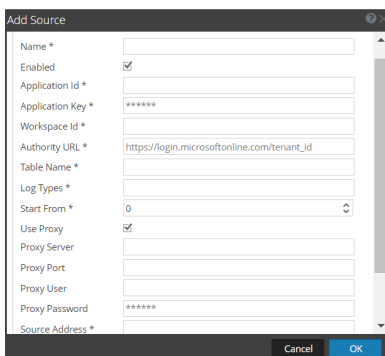 Add Source
Name *
Enabled
Application Id *
Application Key * ******
Workspace Id *
Authority URL * https://login.microsoftonline.com/tenant_id
Table Name *
Log Types *
Start From * 0
Use Proxy
Proxy Server
Proxy Port
Proxy User
Proxy Password ******
Source Address *
Cancel OK